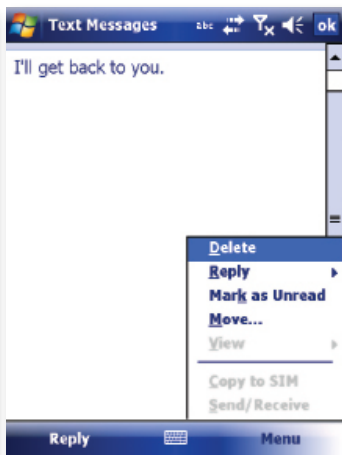 Text Messages abc ok
I'll get back to you.
Delete
Reply
Mark as Unread
Move...
View
Copy to SIM
Send/Receive
Reply Menu